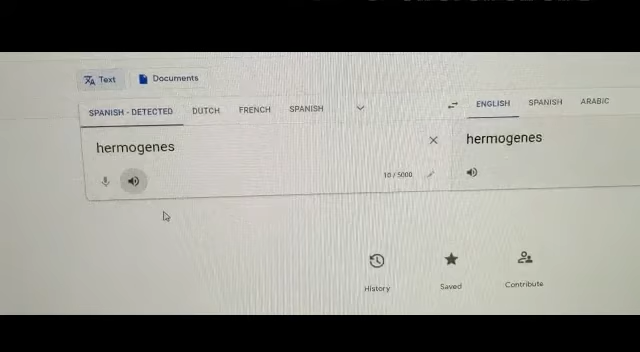 Text Documents
SPANISH - DETECTED DUTCH FRENCH SPANISH ENGLISH SPANISH ARABIC
hermogenes hermogenes
10 / 5000
History Saved Contribute